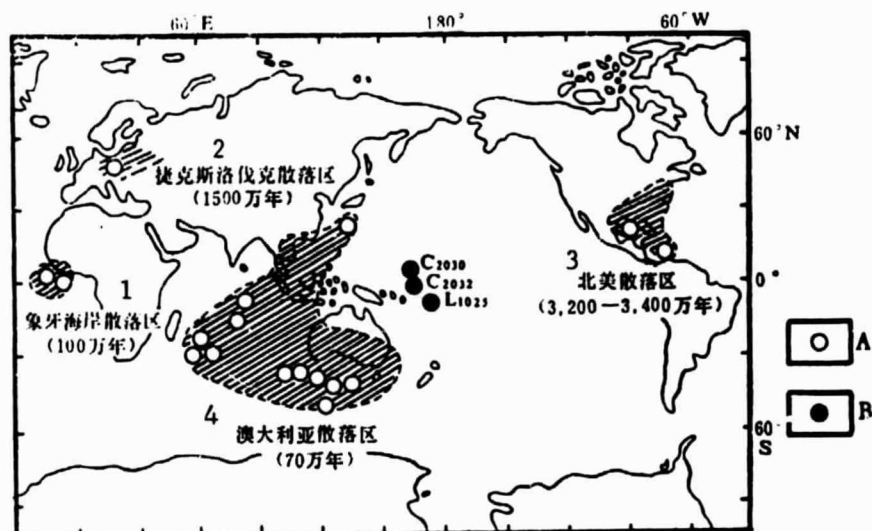 60°E 180° 60°W
60°N
2
捷克斯洛伐克散落区
(1500万年)
3
北美散落区
(3,200—3,400万年)
C2030
C2032
L1025
0°
1
象牙海岸散落区
(100万年)
4
澳大利亚散落区
(70万年)
60°
S
A
B